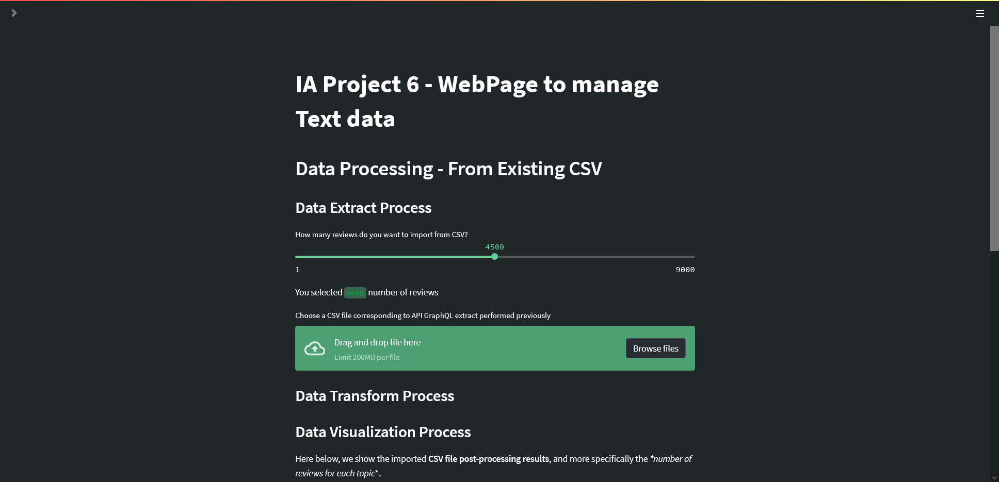 IA Project 6 - WebPage to manage
Text data
Data Processing - From Existing CSV
Data Extract Process
How many reviews do you want to import from CSV?
4500
1 9000
You selected 4500 number of reviews
Choose a CSV file corresponding to API GraphQL extract performed previously
Drag and drop file here
Limit 200MB per file
Browse files
Data Transform Process
Data Visualization Process
Here below, we show the imported CSV file post-processing results, and more specifically the *number of
reviews for each topic*.